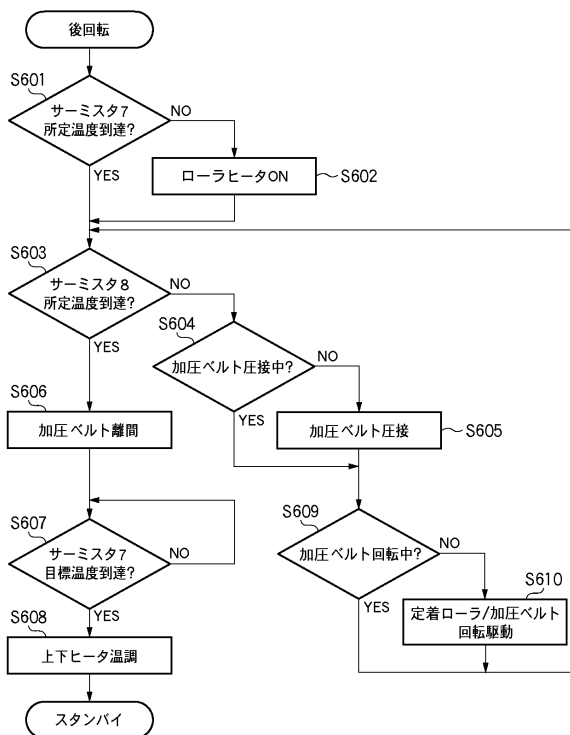 後回転
S601
サーミスタ7
所定温度到達?
NO
YES
ローラヒータON
S602
S603
サーミスタ8
所定温度到達?
NO
YES
S604
加圧ベルト圧接中?
NO
YES
加圧ベルト圧接
S605
S606
加圧ベルト離間
S607
サーミスタ7
目標温度到達?
NO
YES
S609
加圧ベルト回転中?
NO
YES
S610
定着ローラ/加圧ベルト
回転駆動
S608
上下ヒータ温調
スタンバイ